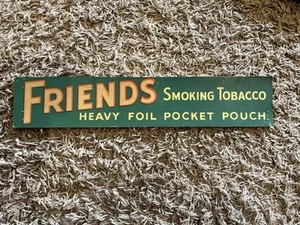 FRIENDS SMOKING TOBACCO
HEAVY FOIL POCKET POUCH.